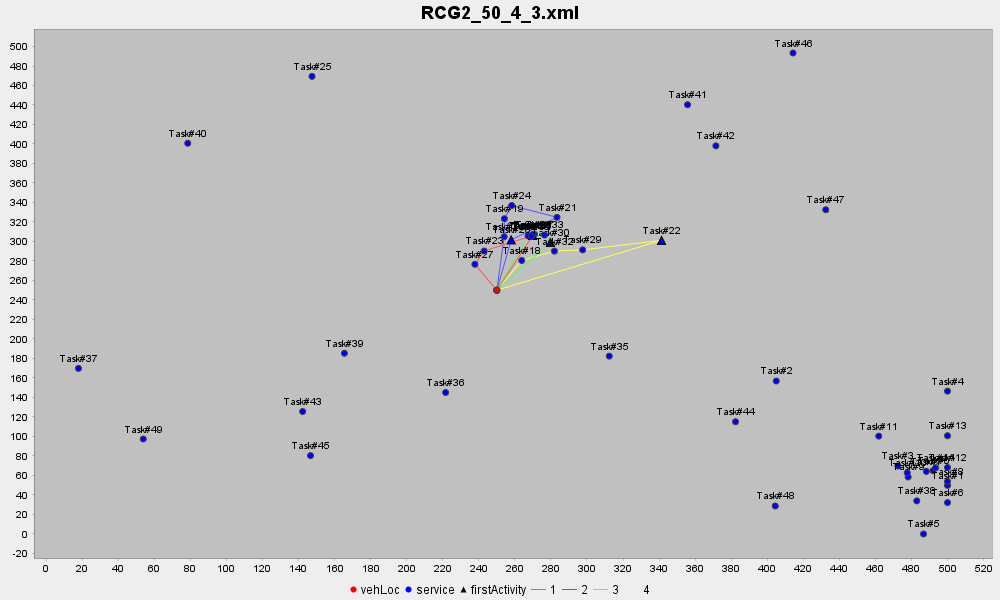 RCG2_50_4_3.xml
500
480
460
440
420
400
380
360
340
320
300
280
260
240
220
200
180
160
140
120
100
80
60
40
20
0
-20
Task#46
Task#25
Task#41
Task#40
Task#42
Task#24
Task#47
Task#19
Task#21
Task#22
Task#23
Task#32
Task#29
Task#18
Task#27
Task#35
Task#39
Task#37
Task#2
Task#36
Task#4
Task#43
Task#44
Task#49
Task#11
Task#13
Task#45
Task#3
Task#1
Task#38
Task#6
Task#48
Task#5
0 20 40 60 80 100 120 140 160 180 200 220 240 260 280 300 320 340 360 380 400 420 440 460 480 500 520
vehLoc service firstActivity 1 2 3 4